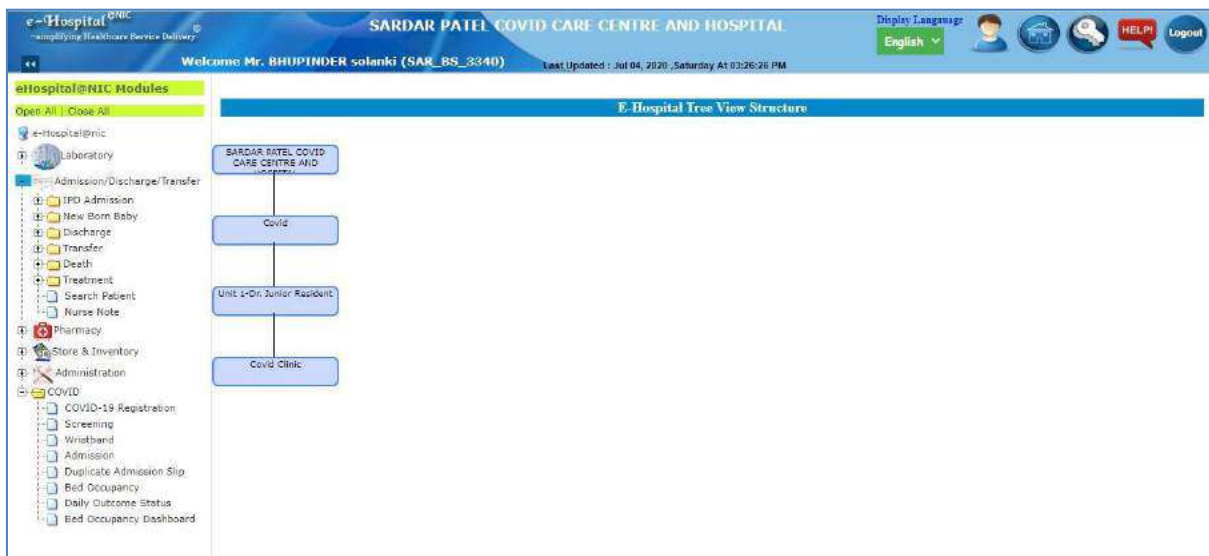 e-Hospital@NIC
SARDAR PATEL COVID CARE CENTRE AND HOSPITAL
Healthcare Service Delivery
Display Langauage
English
HELP!
Logout
Welcome Mr. BHUPINDER solanki (SAR_BS_3340)
Last Updated : Jul 04, 2020 ,Saturday At 03:26:26 PM
eHospital@NIC Modules
Open All | Close All
e-Hospital@nic
Laboratory
Admission/Discharge/Transfer
IPD Admission
New Born Baby
Discharge
Transfer
Death
Treatment
Search Patient
Nurse Note
Pharmacy
Store & Inventory
Administration
COVID
COVID-19 Registration
Screening
Wristband
Admission
Duplicate Admission Slip
Bed Occupancy
Daily Outcome Status
Bed Occupancy Dashboard
E-Hospital Tree View Structure
SARDAR PATEL COVID
CARE CENTRE AND
HOSPITAL
Covid
Unit 1-Dr. Junior Resident
Covid Clinic